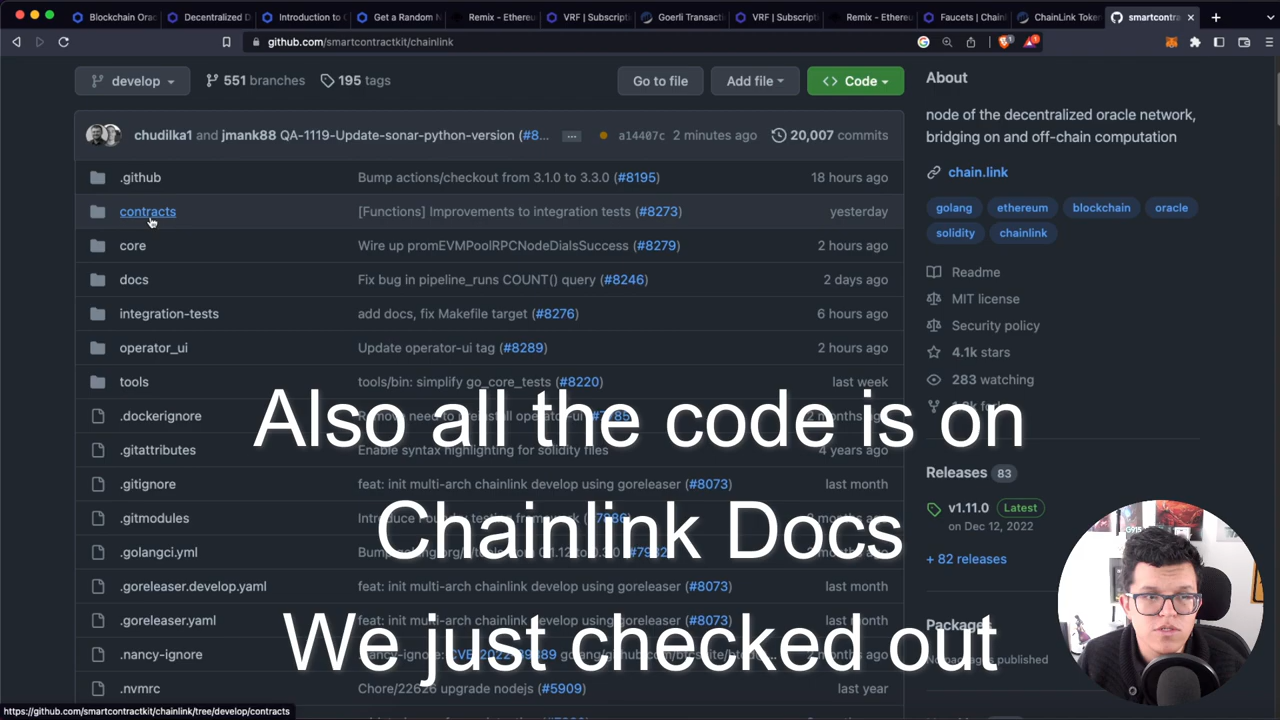 Blockchain Orac
Decentralized D
Introduction to C
Get a Random N
Remix - Ethereu
VRF | Subscripti
Goerli Transacti
VRF | Subscripti
Remix - Ethereu
Faucets | Chainl
ChainLink Token
smartcontrac
github.com/smartcontractkit/chainlink
develop
551 branches
195 tags
Go to file
Add file
Code
chudilka1 and jmank88 QA-1119-Update-sonar-python-version (#8...
a14407c 2 minutes ago
20,007 commits
.github
Bump actions/checkout from 3.1.0 to 3.3.0 (#8195)
18 hours ago
contracts
[Functions] Improvements to integration tests (#8273)
yesterday
core
Wire up promEVMPoolRPCNodeDialsSuccess (#8279)
2 hours ago
docs
Fix bug in pipeline_runs COUNT() query (#8246)
2 days ago
integration-tests
add docs, fix Makefile target (#8276)
6 hours ago
operator_ui
Update operator-ui tag (#8289)
2 hours ago
tools
tools/bin: simplify go_core_tests (#8220)
last week
.dockerignore
.gitattributes
Enable syntax highlighting for solidity files
4 years ago
.gitignore
feat: init multi-arch chainlink develop using goreleaser (#8073)
last month
.gitmodules
.golangci.yml
.goreleaser.develop.yaml
feat: init multi-arch chainlink develop using goreleaser (#8073)
last month
.goreleaser.yaml
feat: init multi-arch chainlink develop using goreleaser (#8073)
last month
.nancy-ignore
.nvmrc
Chore/22626 upgrade nodejs (#5909)
last year
About
node of the decentralized oracle network,
bridging on and off-chain computation
chain.link
golang
ethereum
blockchain
oracle
solidity
chainlink
Readme
MIT license
Security policy
4.1k stars
283 watching
Releases 83
v1.11.0 Latest
on Dec 12, 2022
+ 82 releases
Also all the code is on
Chainlink Docs
We just checked out
https://github.com/smartcontractkit/chainlink/tree/develop/contracts